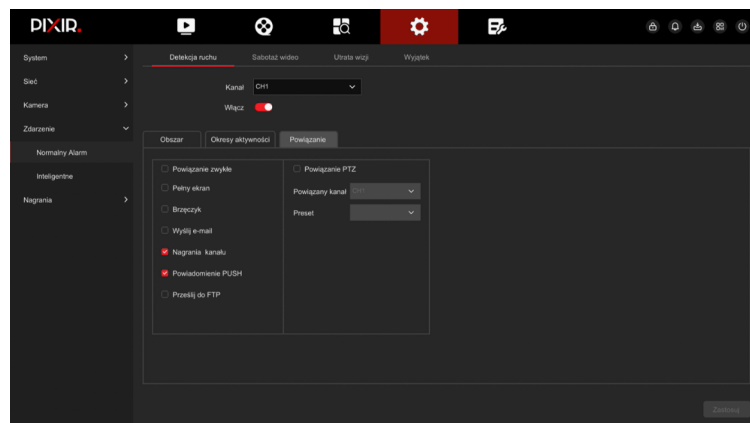 PIXIR.
System
Sieć
Kamera
Zdarzenie
Normalny Alarm
Inteligentne
Nagrania
Detekcja ruchu Sabotaż wideo Utrata wizji Wyjątek
Kanał CH1
Włącz
Obszar Okresy aktywności Powiązanie
Powiązanie zwykłe
Pełny ekran
Brzęczyk
Wyślij e-mail
Nagrania kanału
Powiadomienie PUSH
Prześlij do FTP
Powiązanie PTZ
Powiązany kanał CH1
Preset
Zastosuj